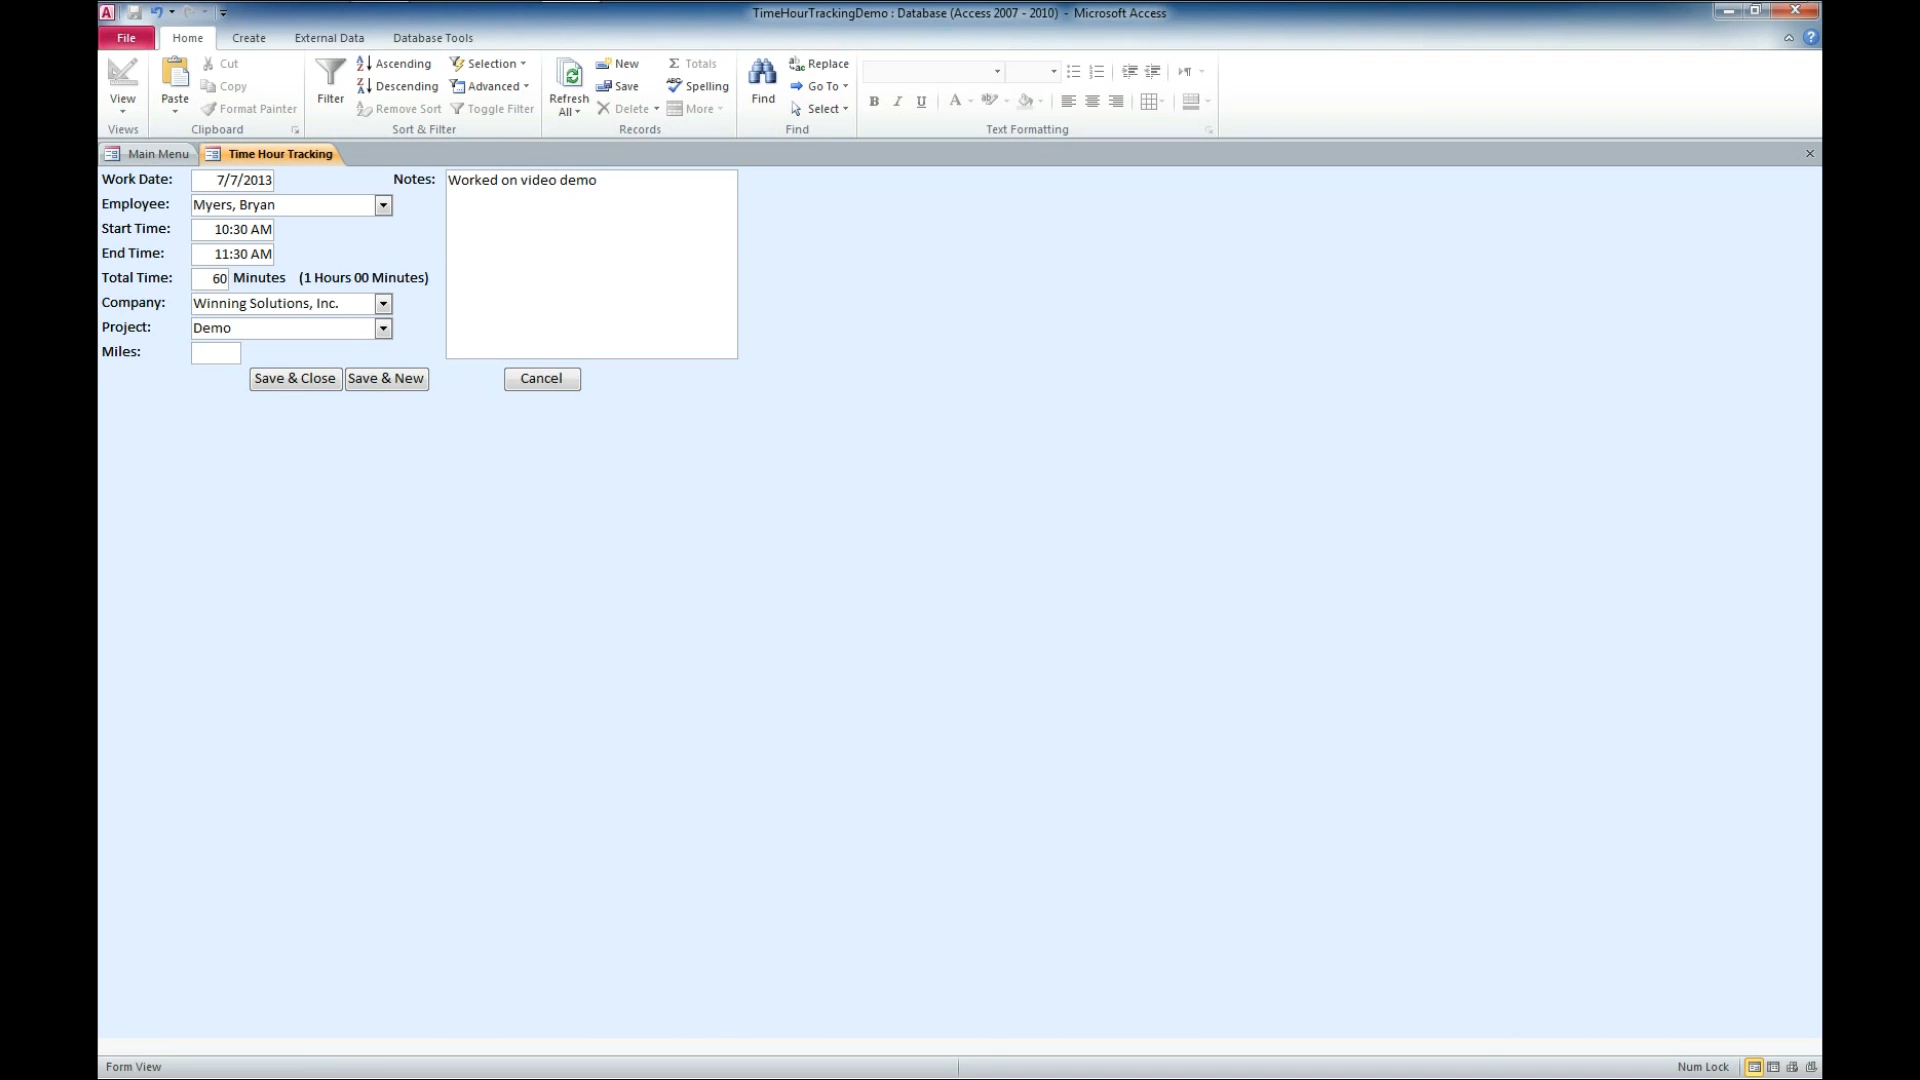 TimeHourTrackingDemo : Database (Access 2007 - 2010) - Microsoft Access
File Home Create External Data Database Tools
View
Views
Paste
Cut
Copy
Format Painter
Clipboard
Filter
Ascending
Descending
Remove Sort
Selection
Advanced
Toggle Filter
Sort & Filter
Refresh
All
New
Save
Delete
Totals
Spelling
More
Records
Find
Replace
Go To
Select
Find
B I U A
Text Formatting
Main Menu Time Hour Tracking
Work Date: 7/7/2013
Employee: Myers, Bryan
Start Time: 10:30 AM
End Time: 11:30 AM
Total Time: 60 Minutes (1 Hours 00 Minutes)
Company: Winning Solutions, Inc.
Project: Demo
Miles:
Notes: Worked on video demo
Save & Close Save & New Cancel
Form View Num Lock